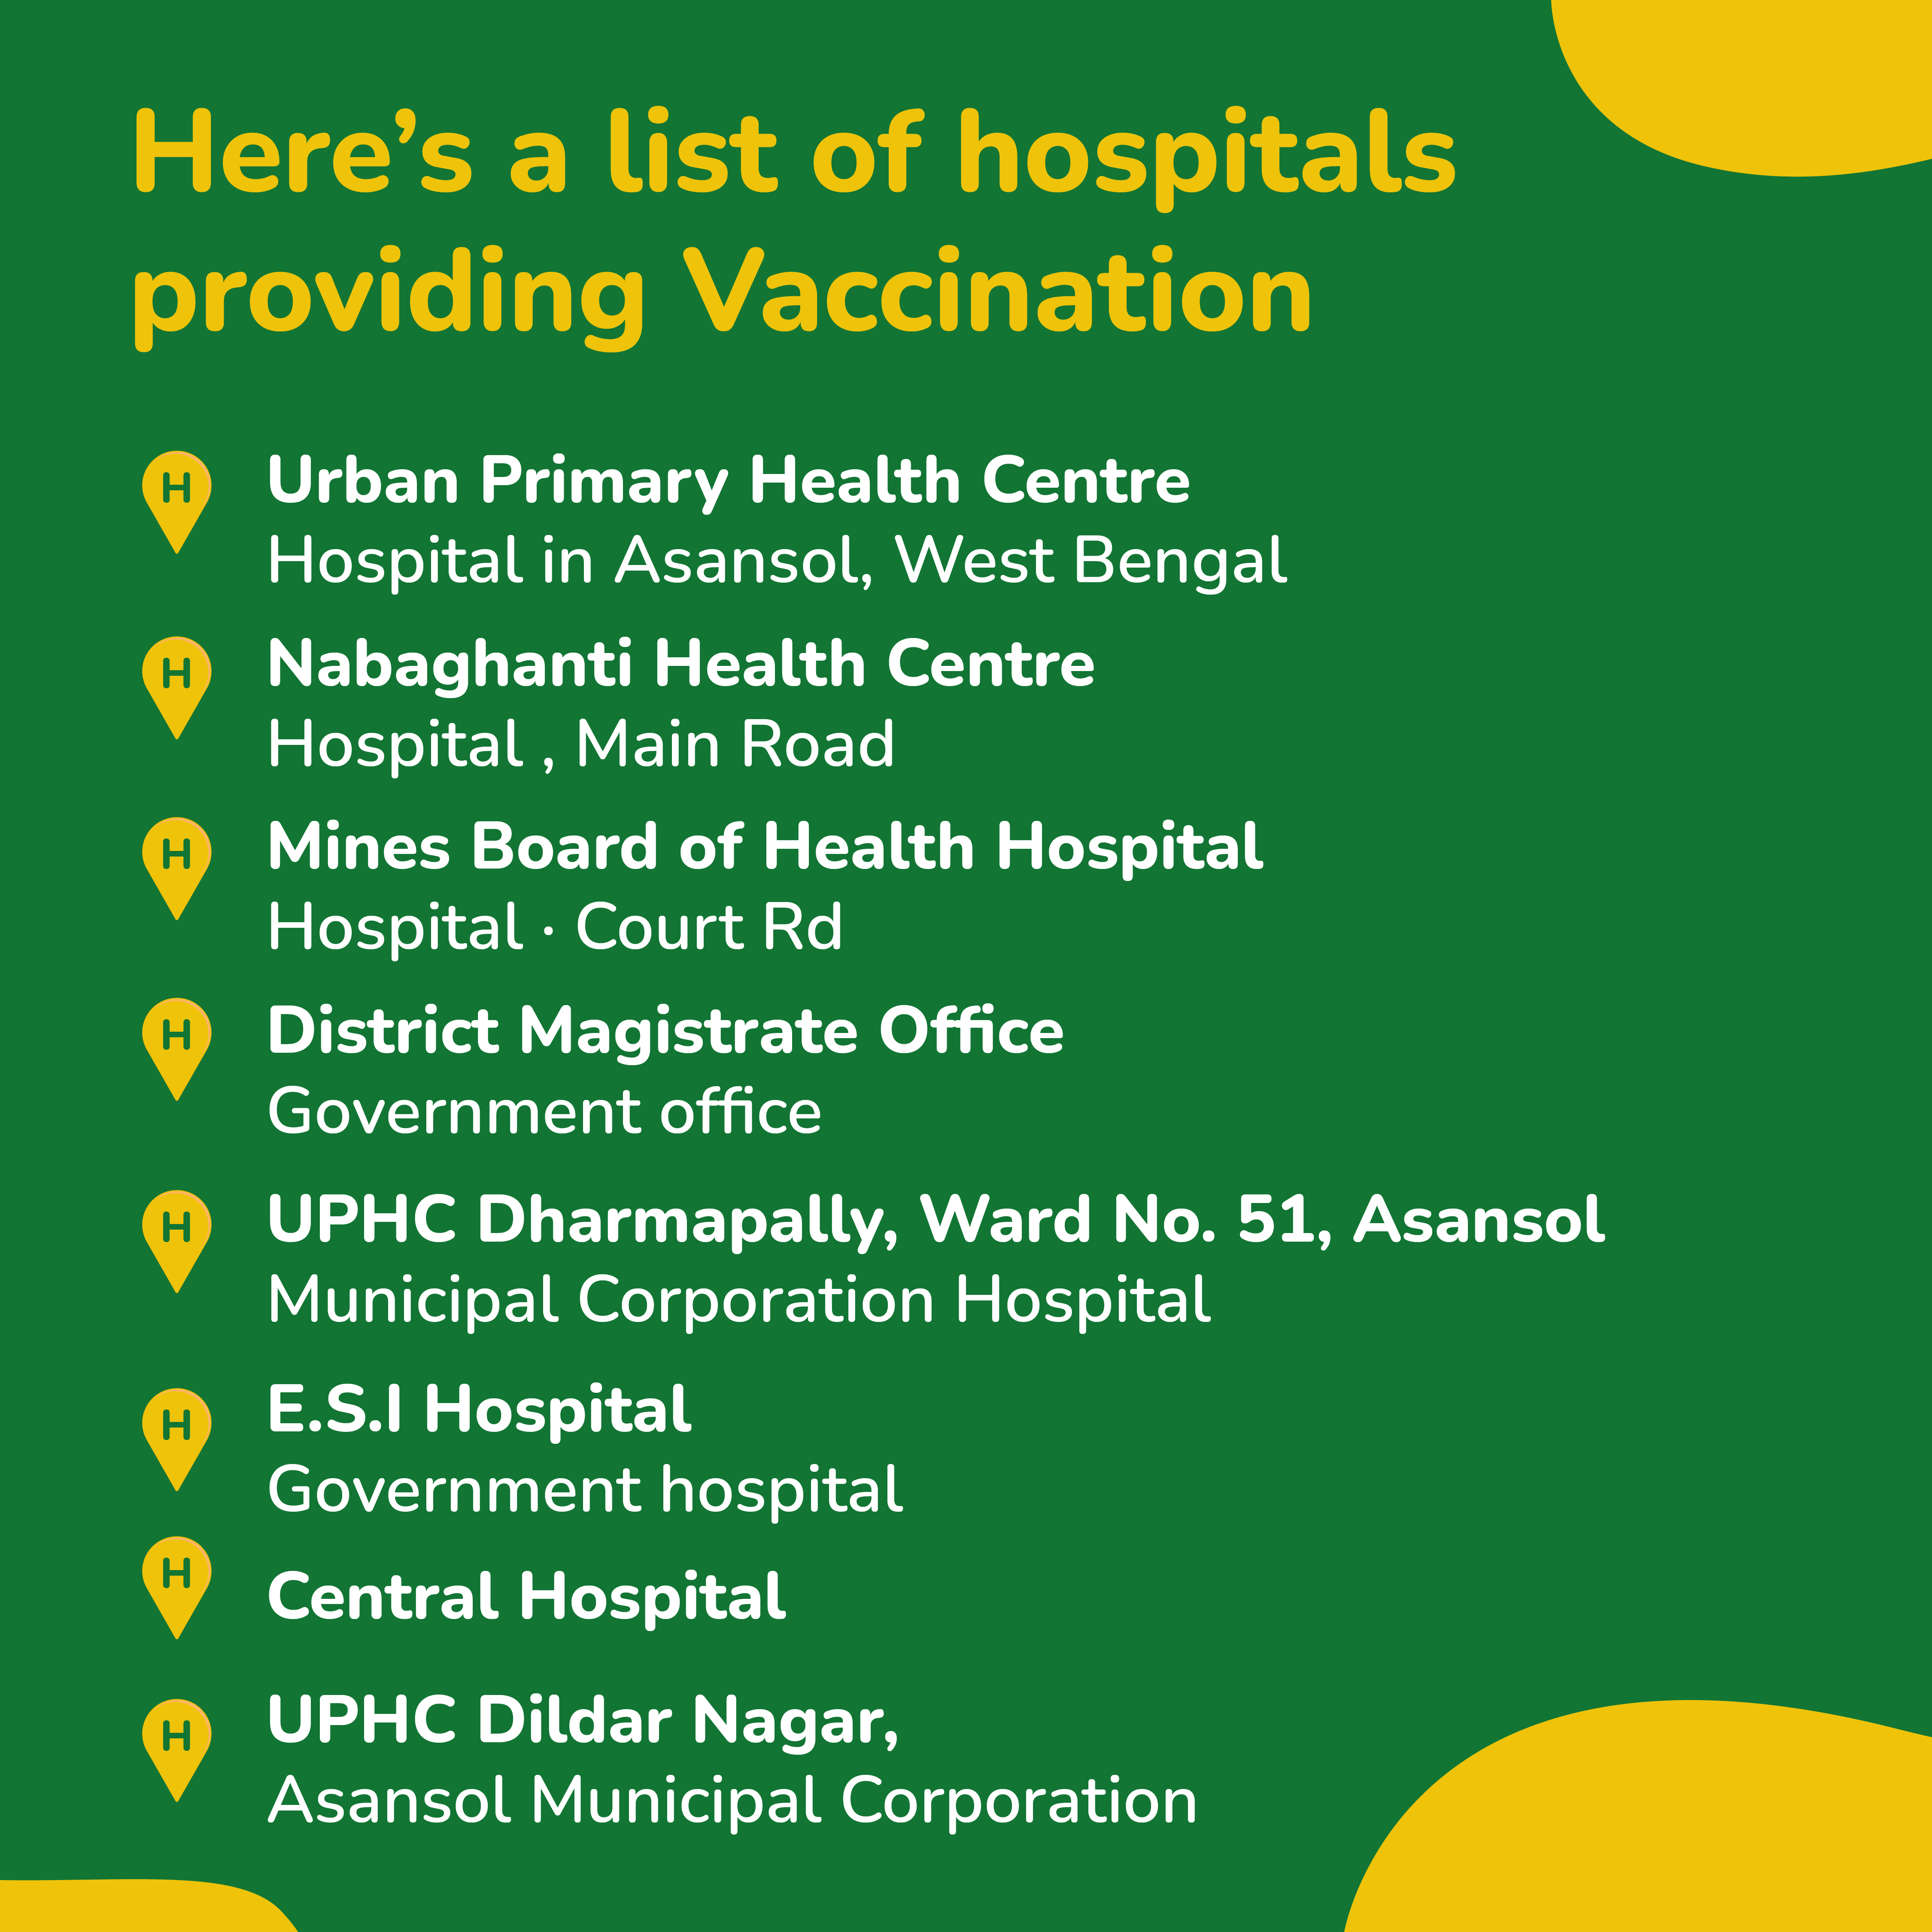 Here’s a list of hospitals
providing Vaccination
H
Urban Primary Health Centre
Hospital in Asansol, West Bengal
H
Nabaghanti Health Centre
Hospital , Main Road
H
Mines Board of Health Hospital
Hospital · Court Rd
H
District Magistrate Office
Government office
H
UPHC Dharmapally, Ward No. 51, Asansol
Municipal Corporation Hospital
H
E.S.I Hospital
Government hospital
H
Central Hospital
H
UPHC Dildar Nagar,
Asansol Municipal Corporation